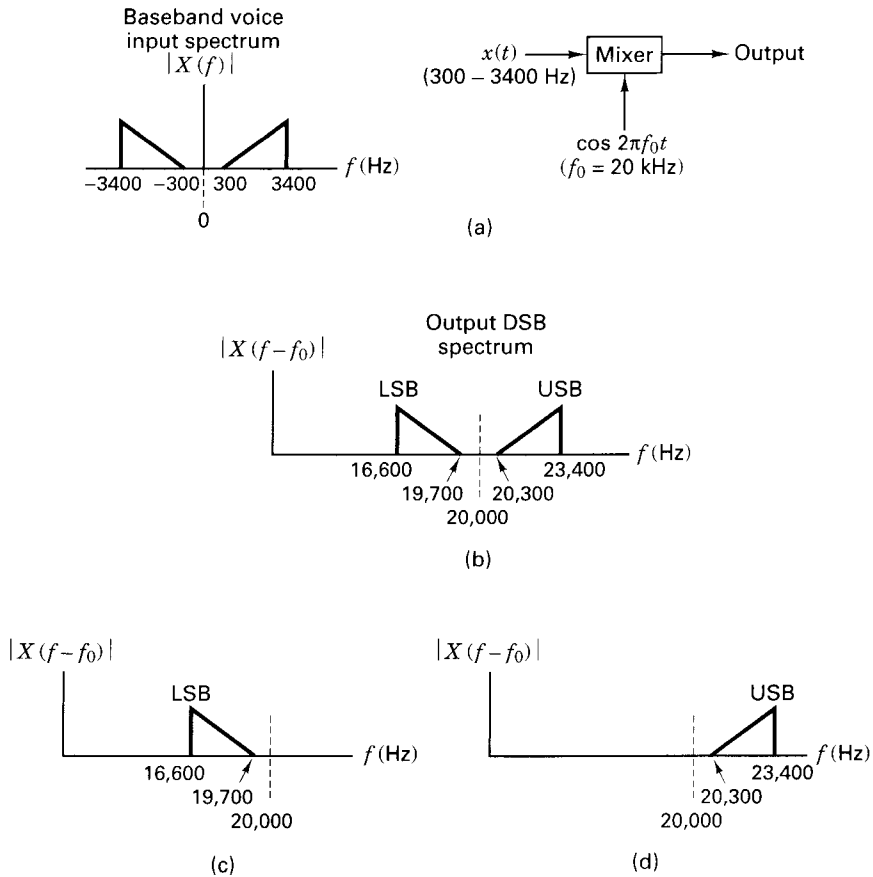 Baseband voice
input spectrum
|X(f)|
f(Hz)
−3400 −300 300 3400
0
x(t)
(300 – 3400 Hz)
Mixer
Output
cos 2πf₀t
(f₀ = 20 kHz)
(a)
Output DSB
spectrum
|X(f−f₀)|
LSB USB
f(Hz)
16,600 23,400
19,700 20,300
20,000
(b)
|X(f−f₀)|
LSB
f(Hz)
16,600
19,700
20,000
(c)
|X(f−f₀)|
USB
f(Hz)
23,400
20,300
20,000
(d)